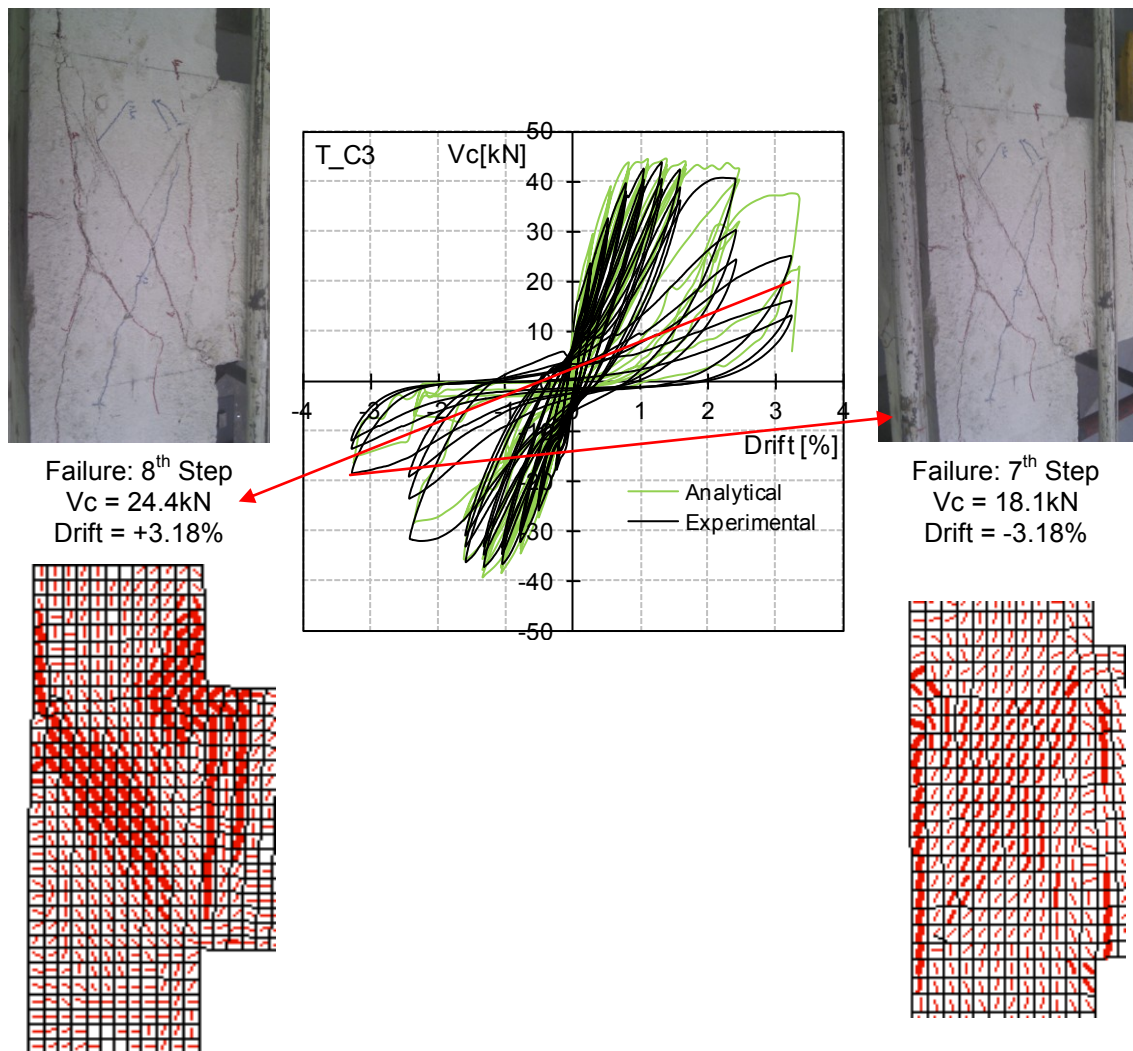 T_C3
Vc[kN]
50
40
30
20
10
0
-10
-20
-30
-40
-50
-4
-3
-2
-1
0
1
2
3
4
Drift [%]
Analytical
Experimental
Failure: 8th Step
Vc = 24.4kN
Drift = +3.18%
Failure: 7th Step
Vc = 18.1kN
Drift = -3.18%